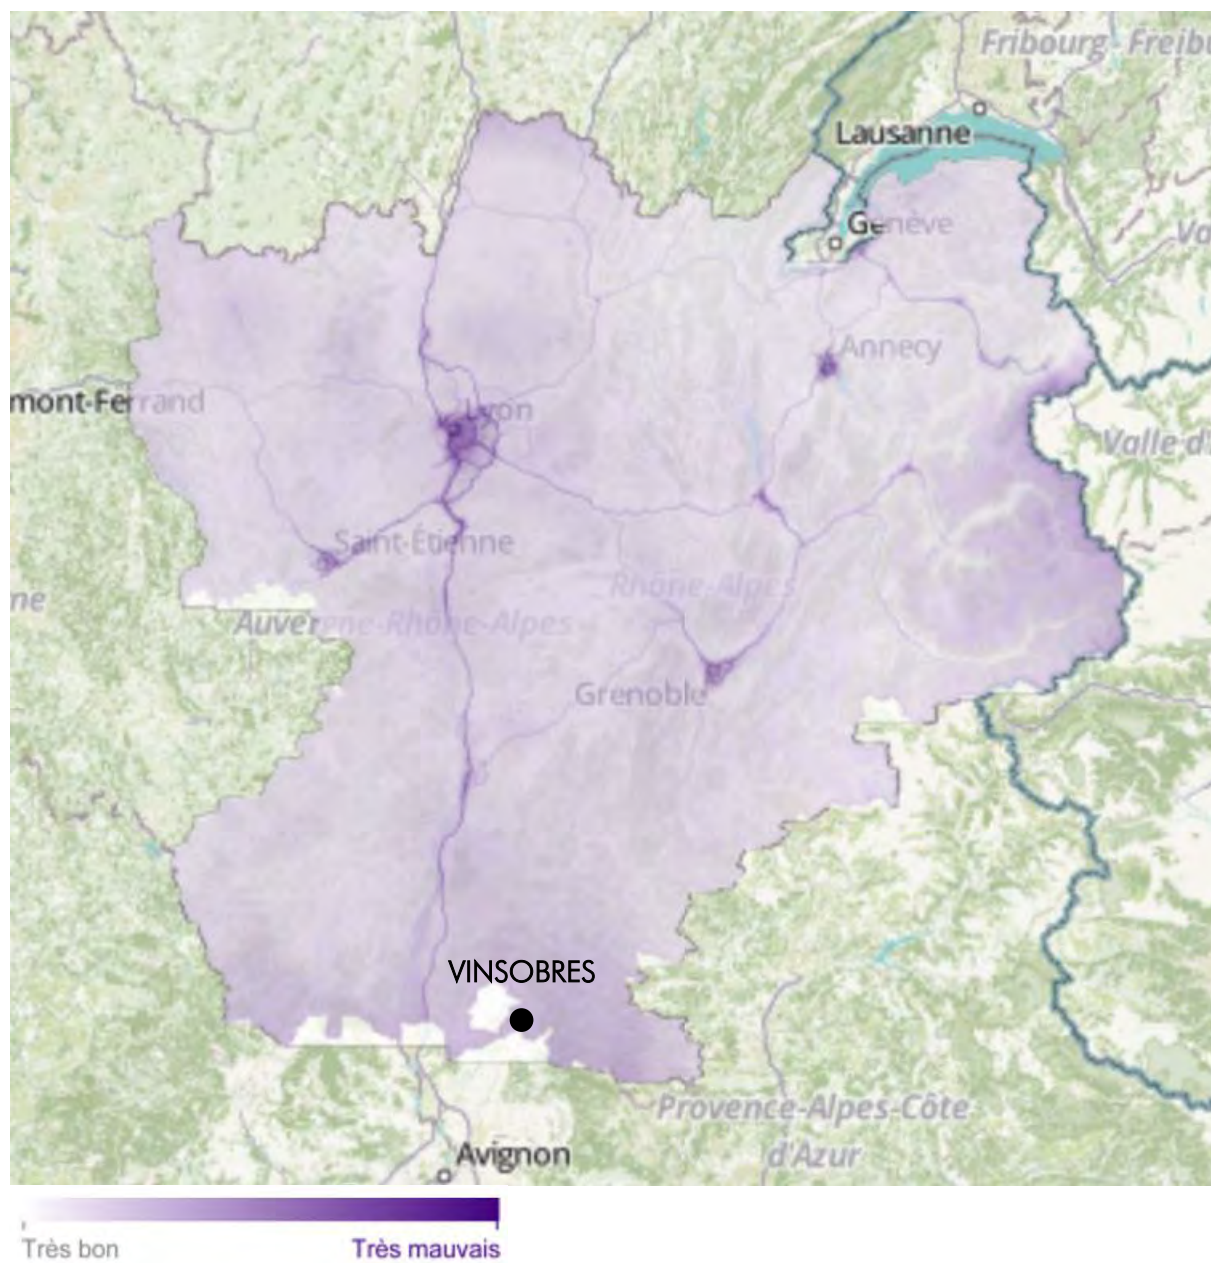 Fribourg - Freibu
Lausanne
Genève
Va
Annecy
mont-Ferrand
Lyon
Valle d'
Saint-Étienne
Rhône-Alpes
ne
Auvergne-Rhône-Alpes
Grenoble
VINSOBRES
Provence-Alpes-Côte
d'Azur
Avignon
Très bon
Très mauvais